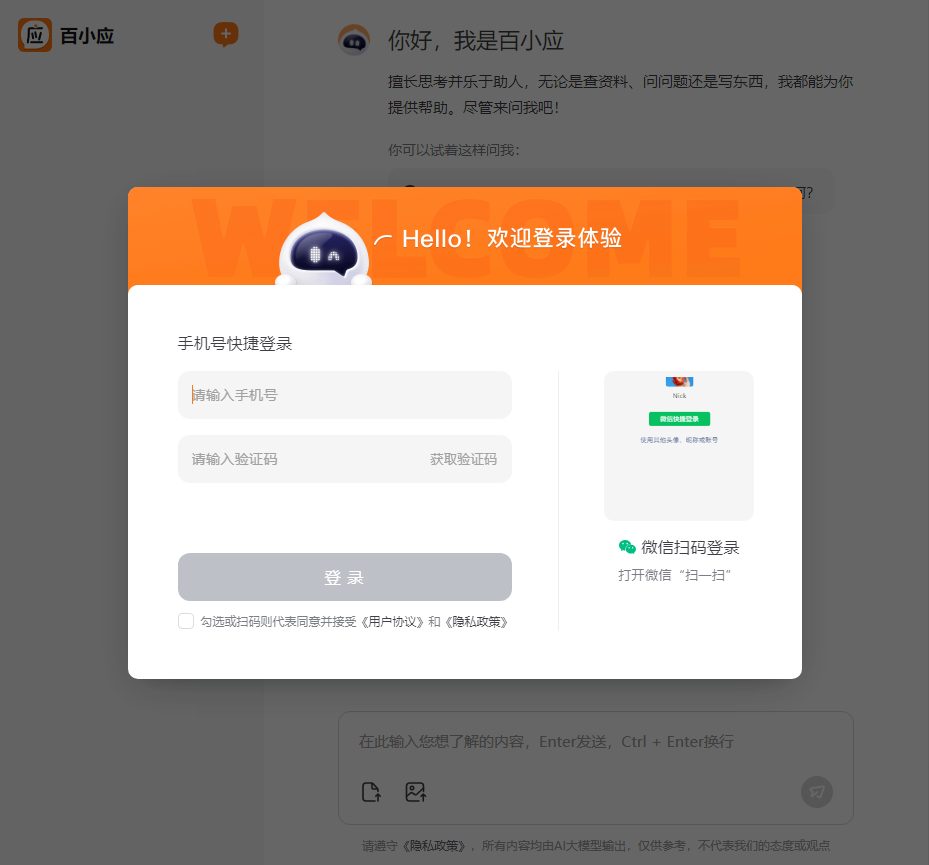 应 百小应
你好，我是百小应
擅长思考并乐于助人，无论是查资料、问问题还是写东西，我都能为你
提供帮助。尽管来问我吧！
你可以试着这样问我：
?
WELCOME
Hello！欢迎登录体验
手机号快捷登录
请输入手机号
请输入验证码 获取验证码
登 录
勾选或扫码则代表同意并接受《用户协议》和《隐私政策》
Nick
微信快捷登录
使用其他头像、昵称或账号
微信扫码登录
打开微信“扫一扫”
在此输入您想了解的内容，Enter发送，Ctrl + Enter换行
请遵守《隐私政策》，所有内容均由AI大模型输出，仅供参考，不代表我们的态度或观点